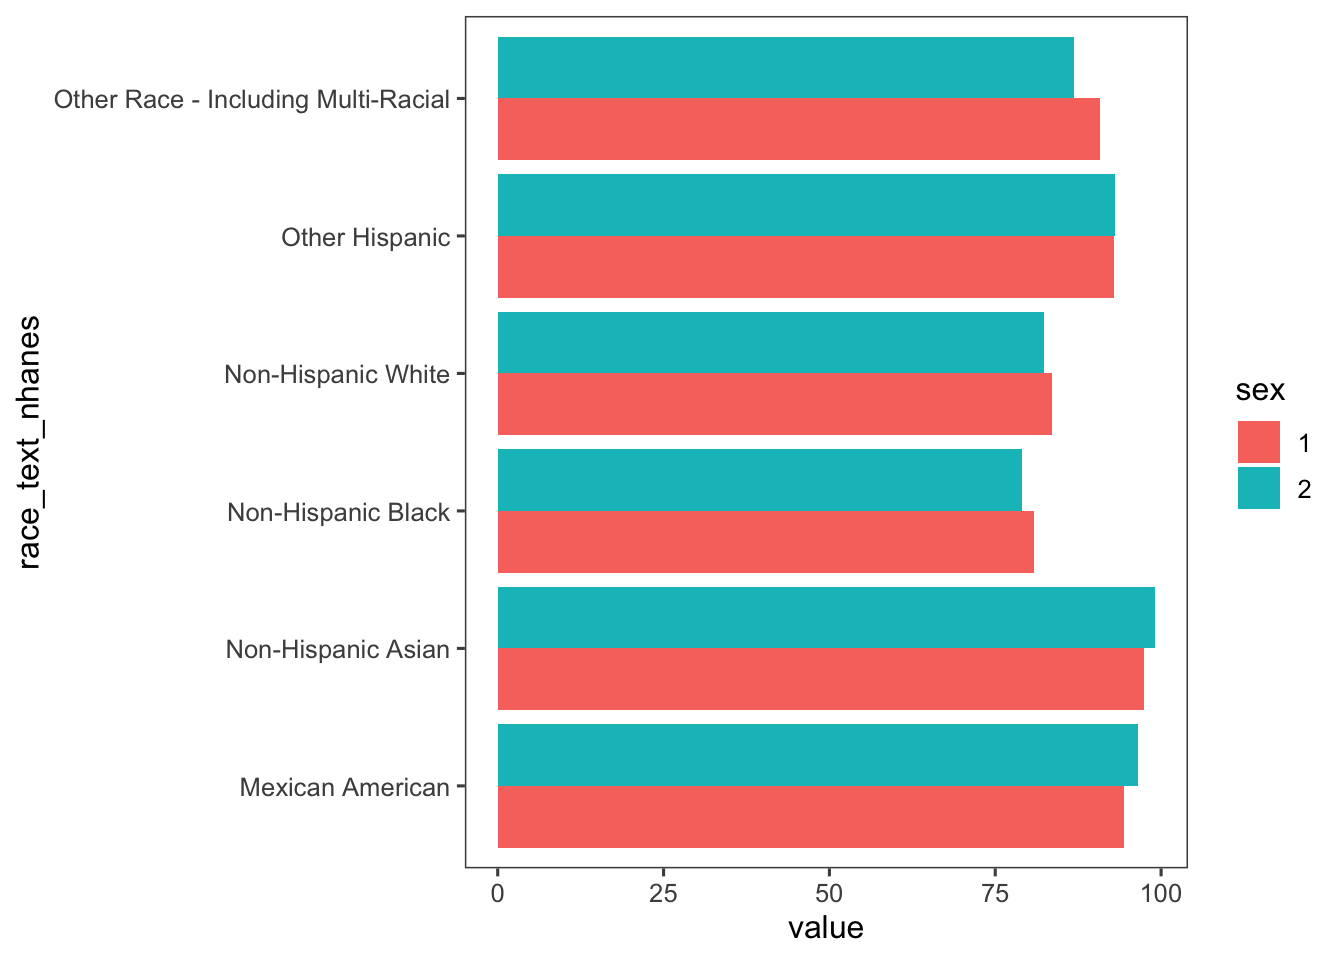 race_text_nhanes
Other Race - Including Multi-Racial
Other Hispanic
Non-Hispanic White
Non-Hispanic Black
Non-Hispanic Asian
Mexican American
0 25 50 75 100
value
sex
1
2